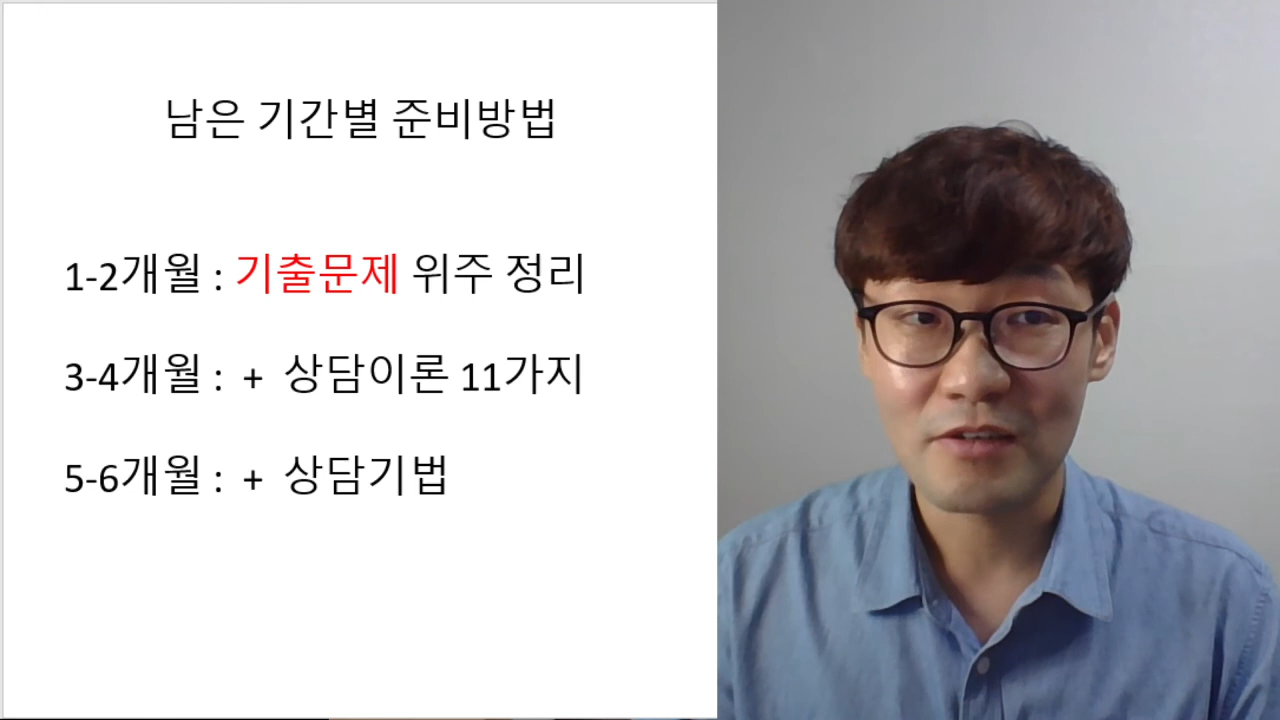 남은 기간별 준비방법
1-2개월 : 기출문제 위주 정리
3-4개월 : + 상담이론 11가지
5-6개월 : + 상담기법